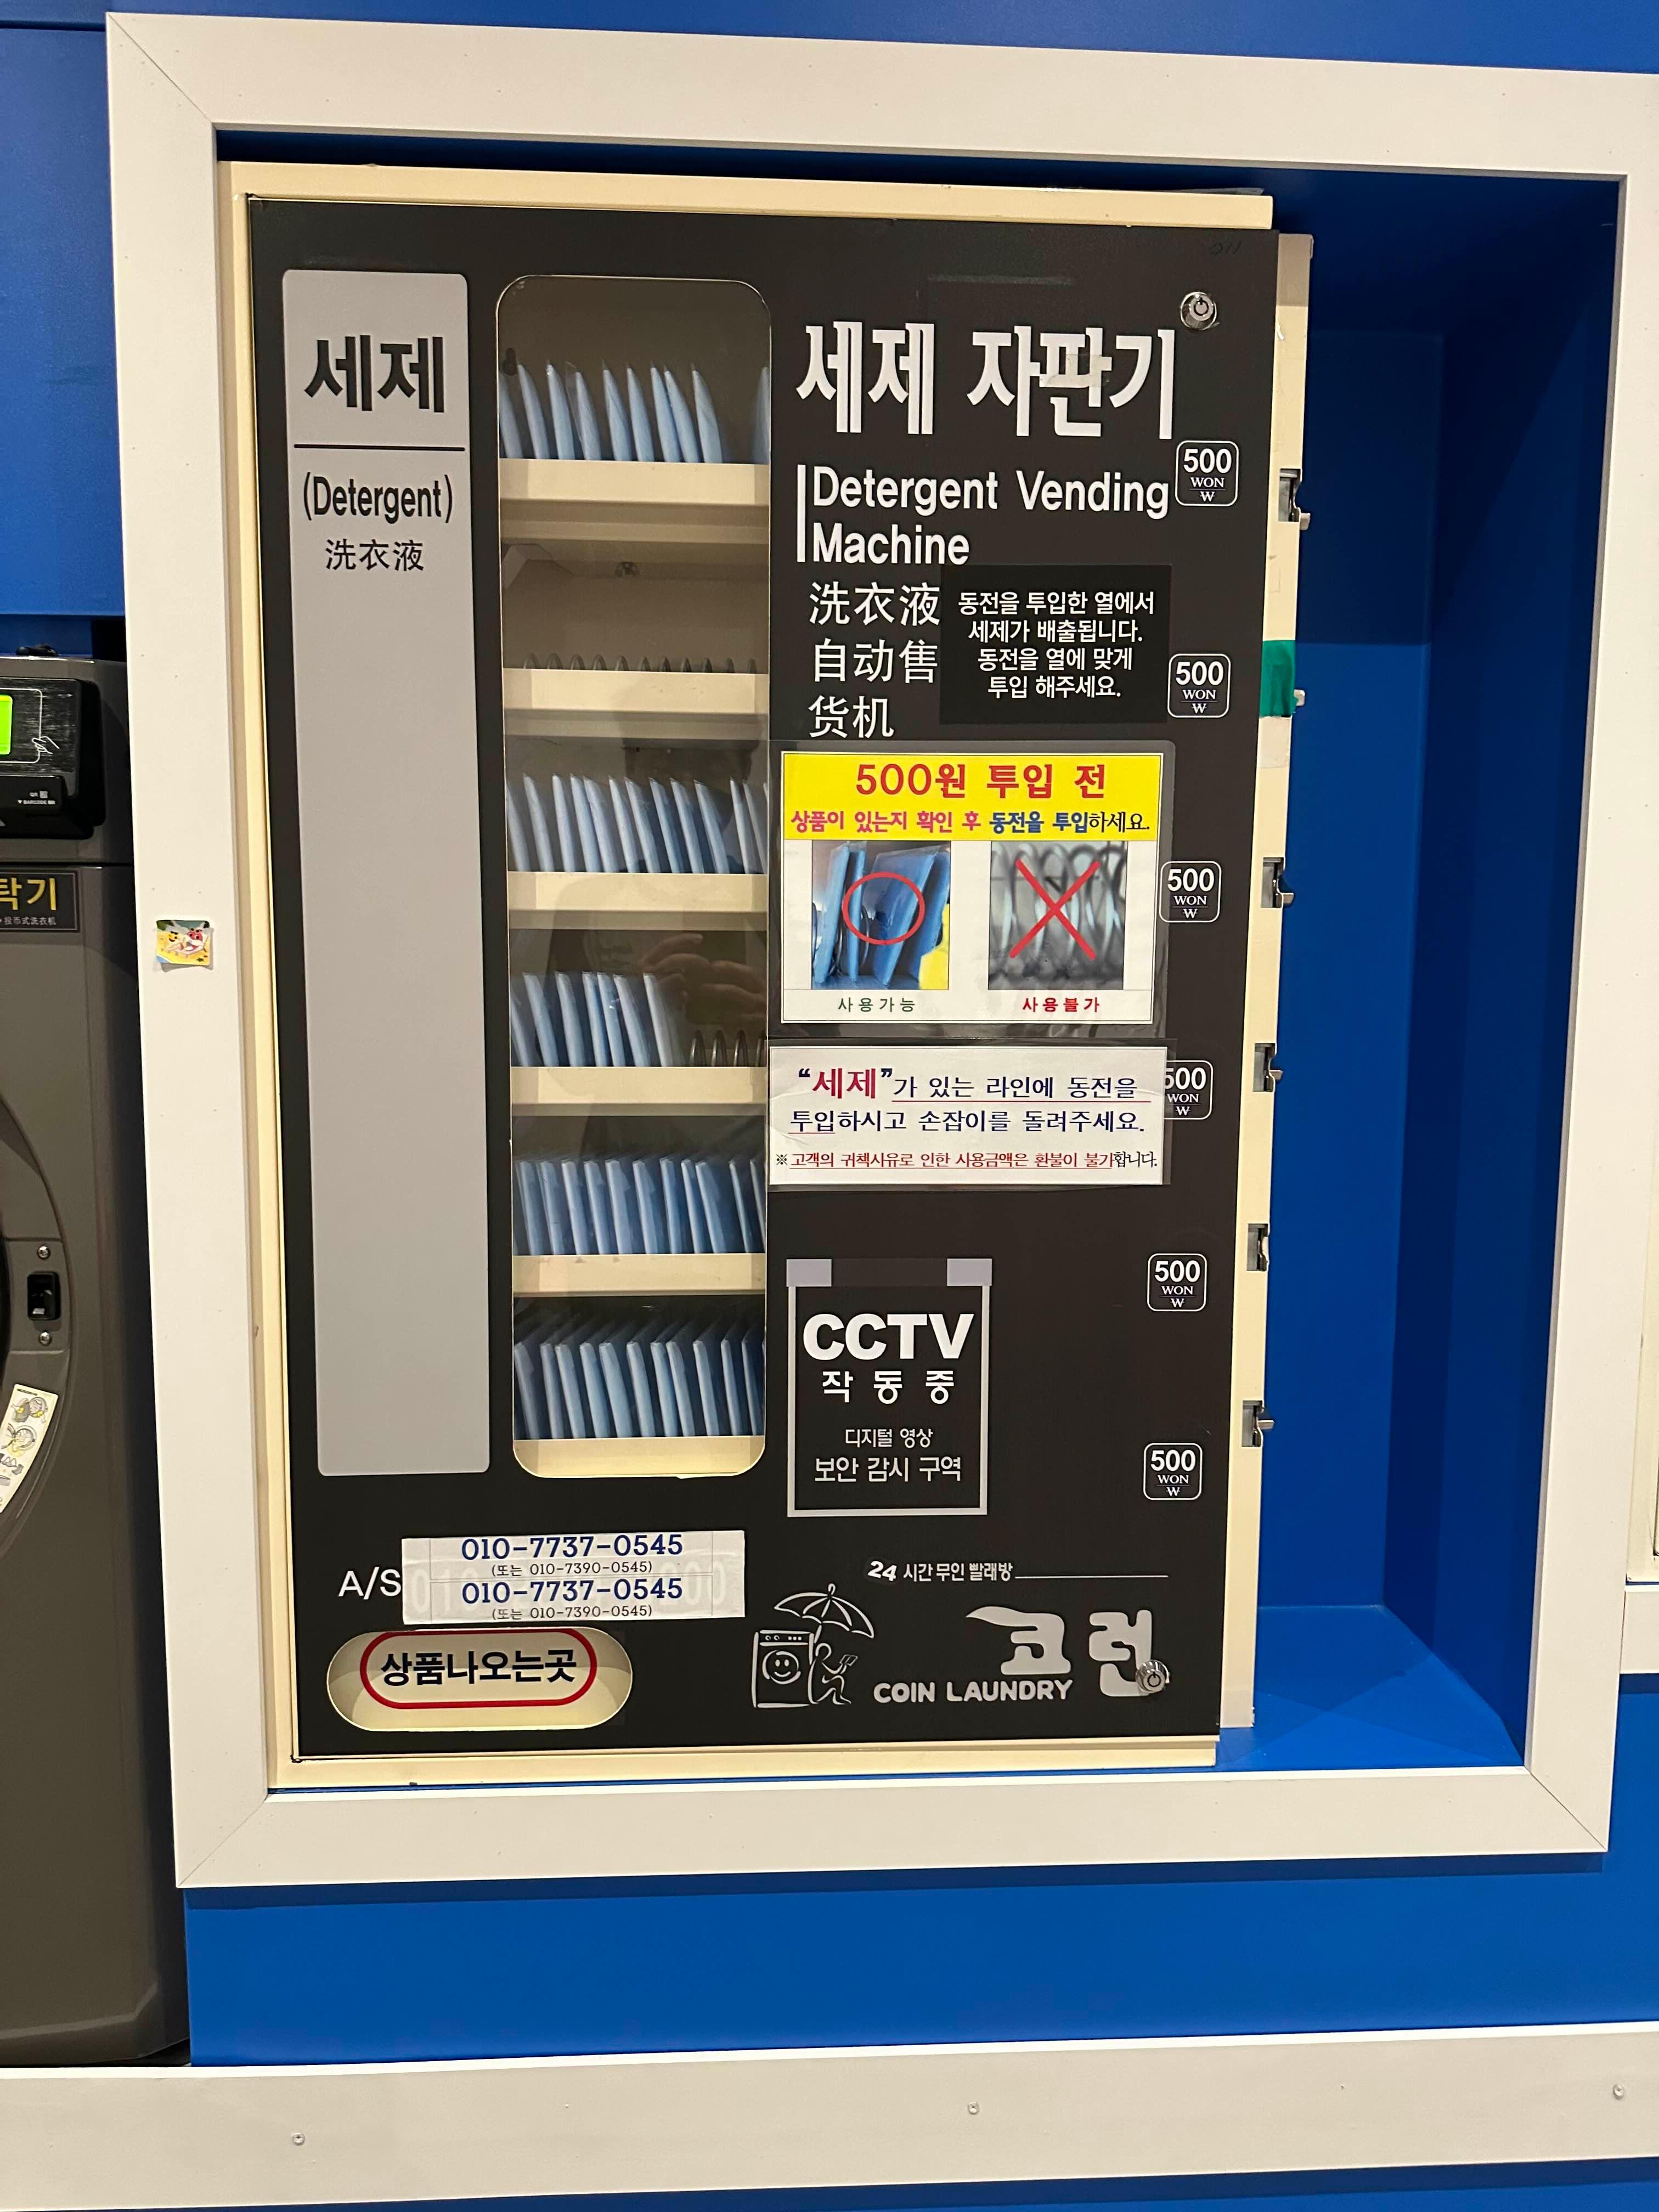 세제
(Detergent)
洗衣液
세제 자판기
Detergent Vending
Machine
洗衣液
自动售
货机
동전을 투입한 열에서
세제가 배출됩니다.
동전을 열에 맞게
투입 해주세요.
500
WON
₩
500
WON
₩
500원 투입 전
상품이 있는지 확인 후 동전을 투입하세요.
사용가능
사용불가
500
WON
₩
“세제”가 있는 라인에 동전을
투입하시고 손잡이를 돌려주세요.
※고객의 귀책사유로 인한 사용금액은 환불이 불가합니다.
500
WON
₩
CCTV
작동중
디지털 영상
보안 감시 구역
500
WON
₩
500
WON
₩
A/S
010-7737-0545
(또는 010-7390-0545)
010-7737-0545
(또는 010-7390-0545)
상품나오는곳
24 시간 무인 빨래방
코런
COIN LAUNDRY
탁기
投币式洗衣机